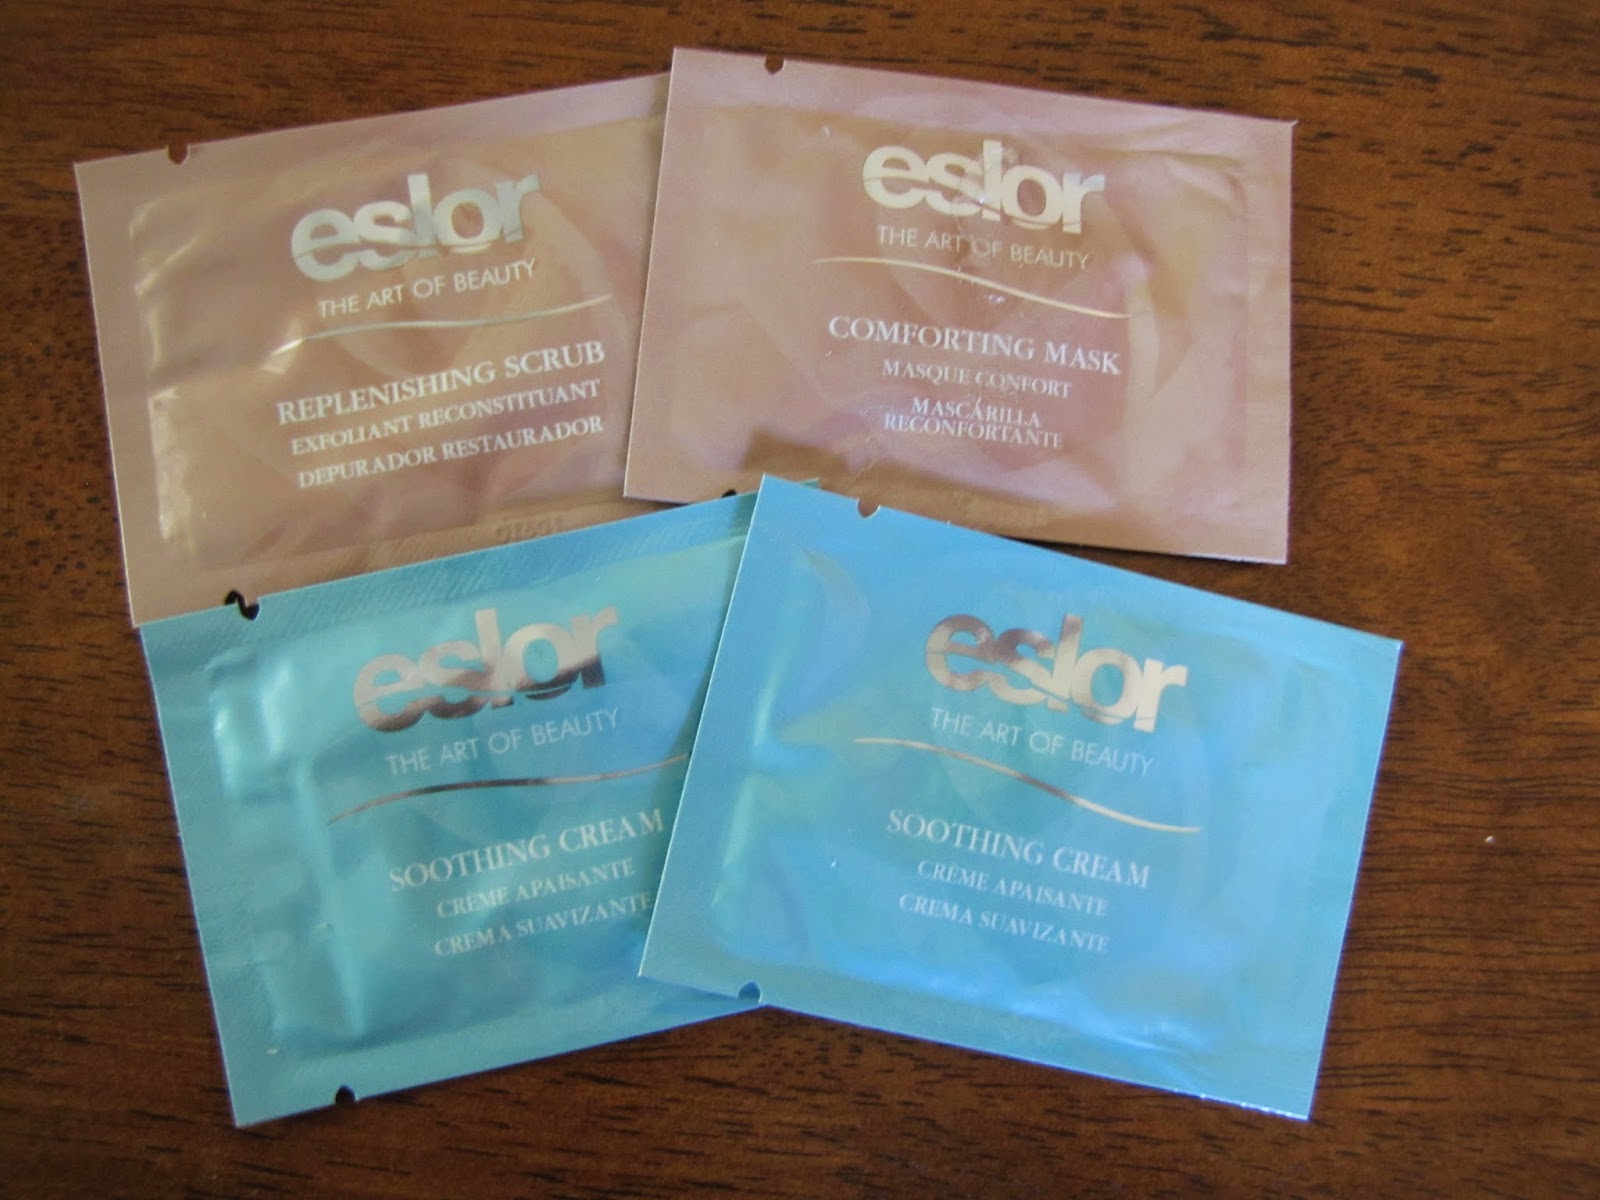 eslor
THE ART OF BEAUTY
REPLENISHING SCRUB
EXFOLIANT RECONSTITUANT
DEPURADOR RESTAURADOR
eslor
THE ART OF BEAUTY
COMFORTING MASK
MASQUE CONFORT
MASCARILLA
RECONFORTANTE
eslor
THE ART OF BEAUTY
SOOTHING CREAM
CRÈME APAISANTE
CREMA SUAVIZANTE
eslor
THE ART OF BEAUTY
SOOTHING CREAM
CRÈME APAISANTE
CREMA SUAVIZANTE